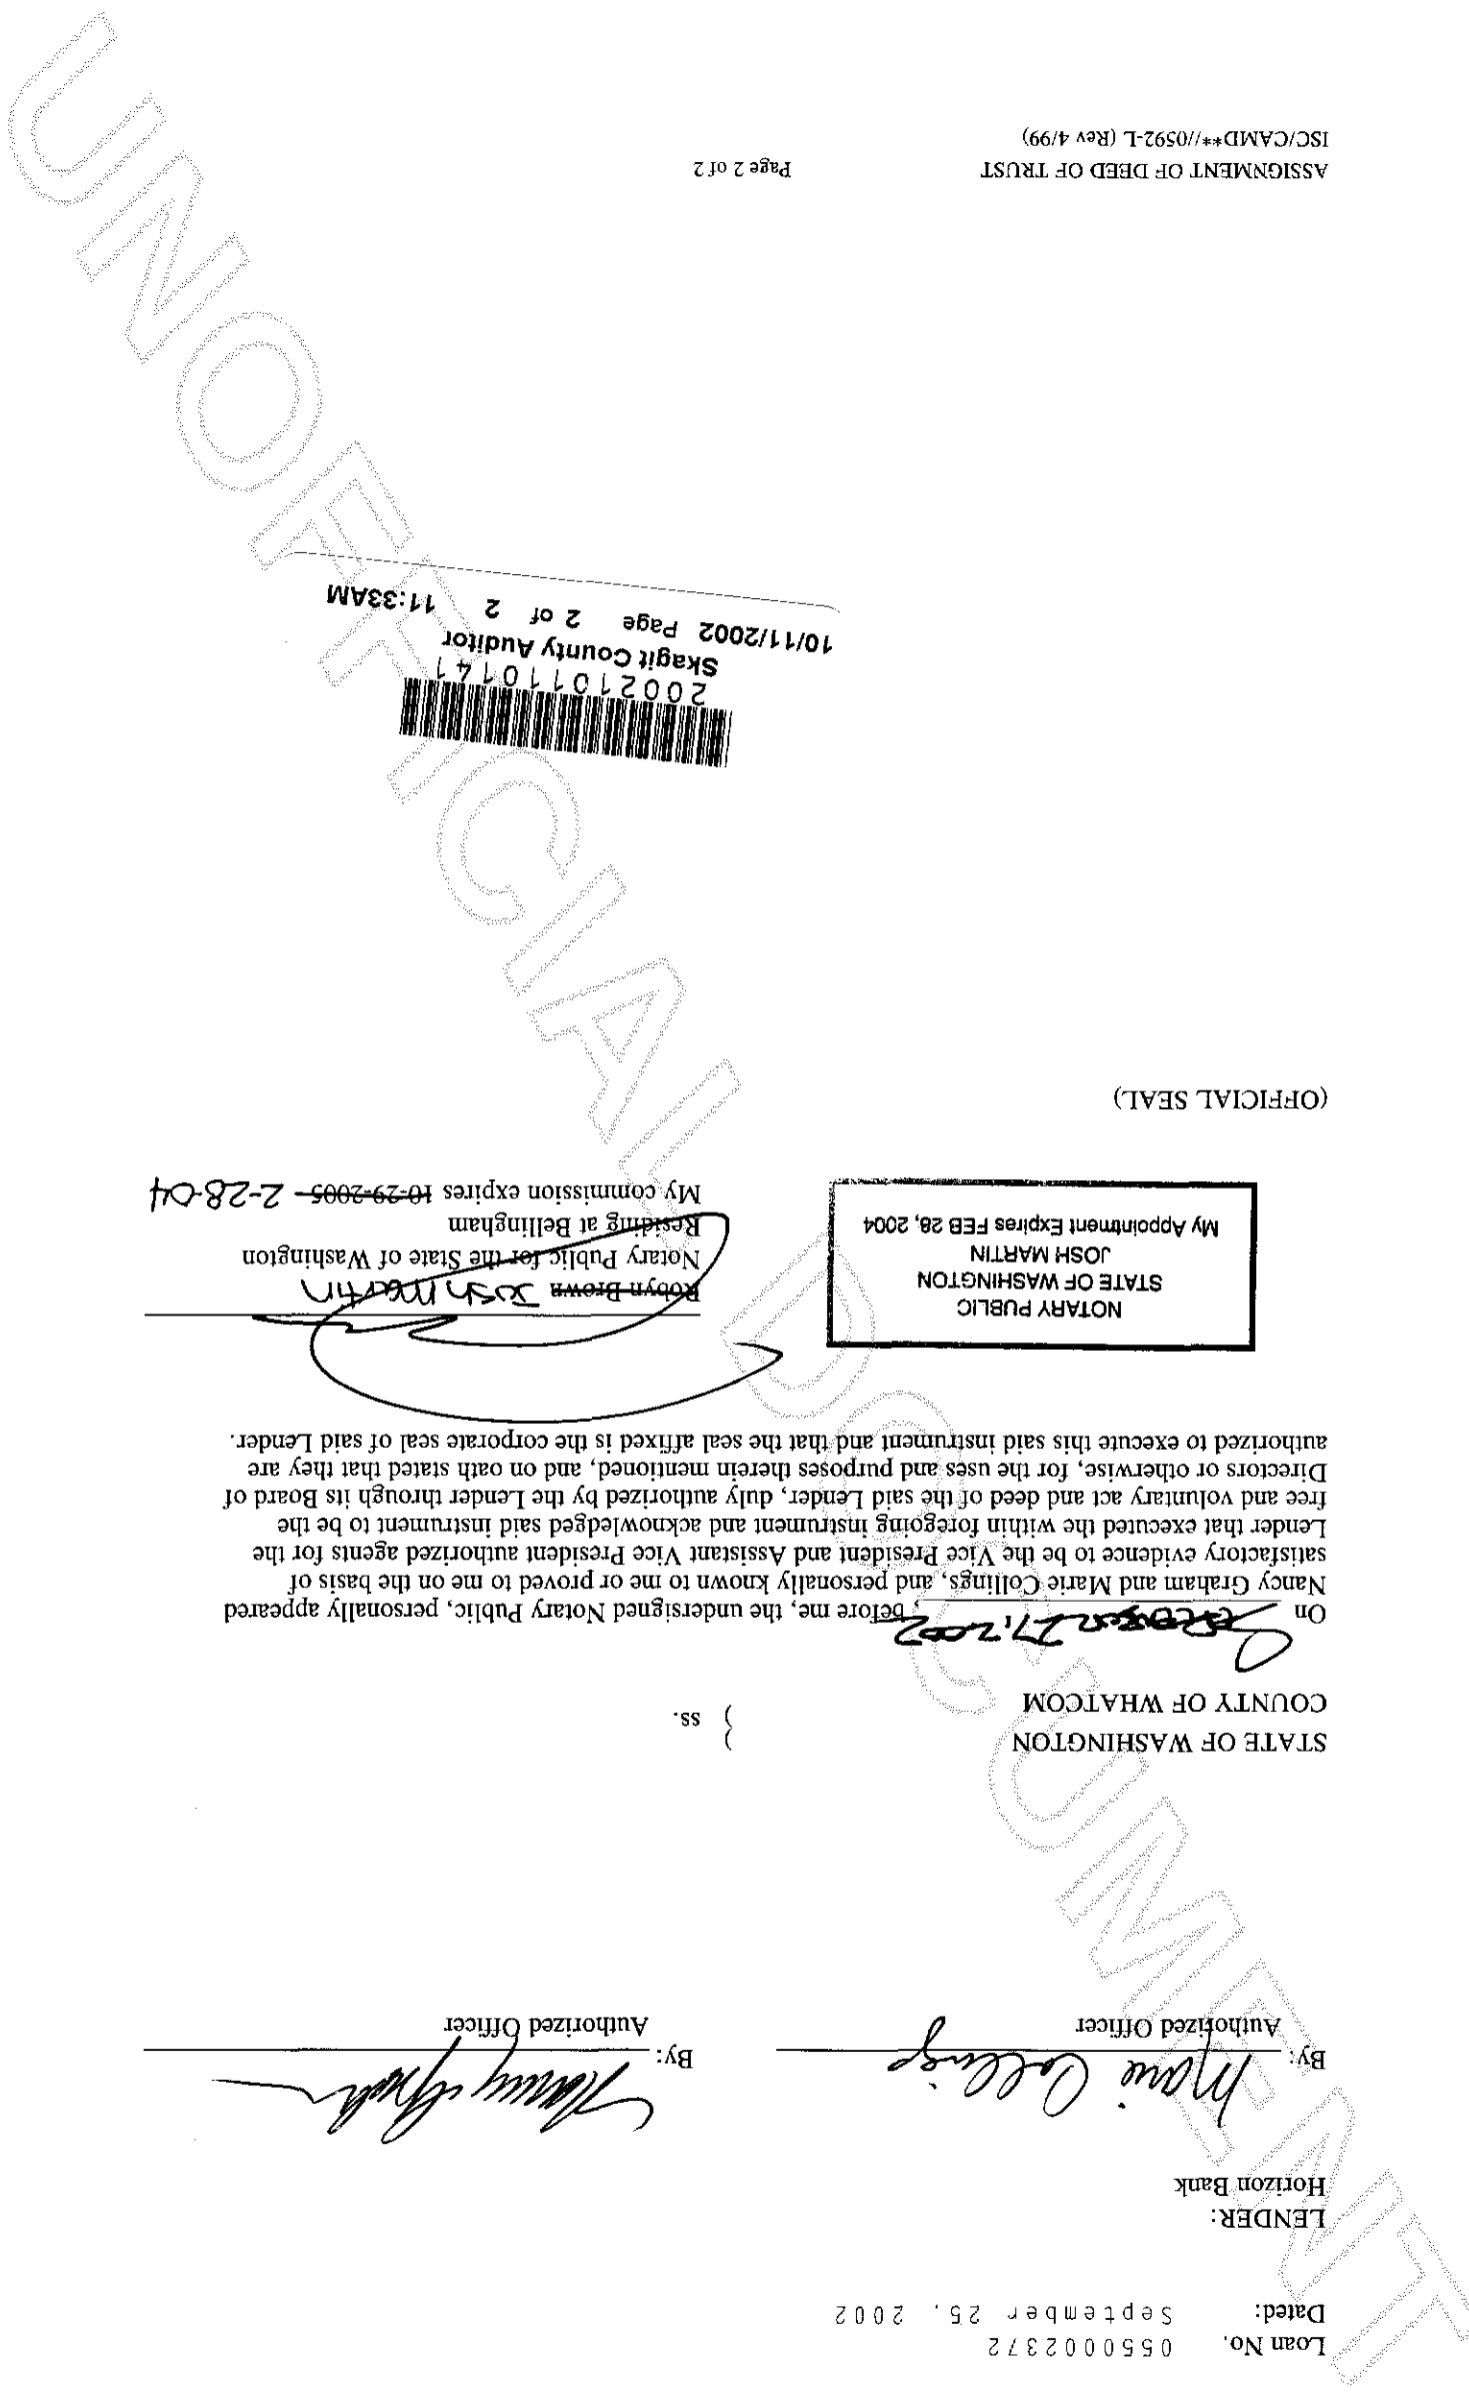 Loan No. 0550002372
Dated: September 25, 2002
LENDER:
Horizon Bank
By: Marie Collings
Authorized Officer
By: Nancy Graham
Authorized Officer
STATE OF WASHINGTON
COUNTY OF WHATCOM
} ss.
On September 27, 2002, before me, the undersigned Notary Public, personally appeared
Nancy Graham and Marie Collings, and personally known to me or proved to me on the basis of
satisfactory evidence to be the Vice President and Assistant Vice President authorized agents for the
Lender that executed the within foregoing instrument and acknowledged said instrument to be the
free and voluntary act and deed of the said Lender, duly authorized by the Lender through its Board of
Directors or otherwise, for the uses and purposes therein mentioned, and on oath stated that they are
authorized to execute this said instrument and that the seal affixed is the corporate seal of said Lender.
NOTARY PUBLIC
STATE OF WASHINGTON
JOSH MARTIN
My Appointment Expires FEB 28, 2004
Robyn Brown Josh Martin
Notary Public for the State of Washington
Residing at Bellingham
My commission expires 10-29-2005 2-28-04
(OFFICIAL SEAL)
200210110141
Skagit County Auditor
10/11/2002 Page 2 of 2 11:33AM
ASSIGNMENT OF DEED OF TRUST
Page 2 of 2
ISC/CAMD**//0592-L (Rev 4/99)
UNOFFICIAL DOCUMENT